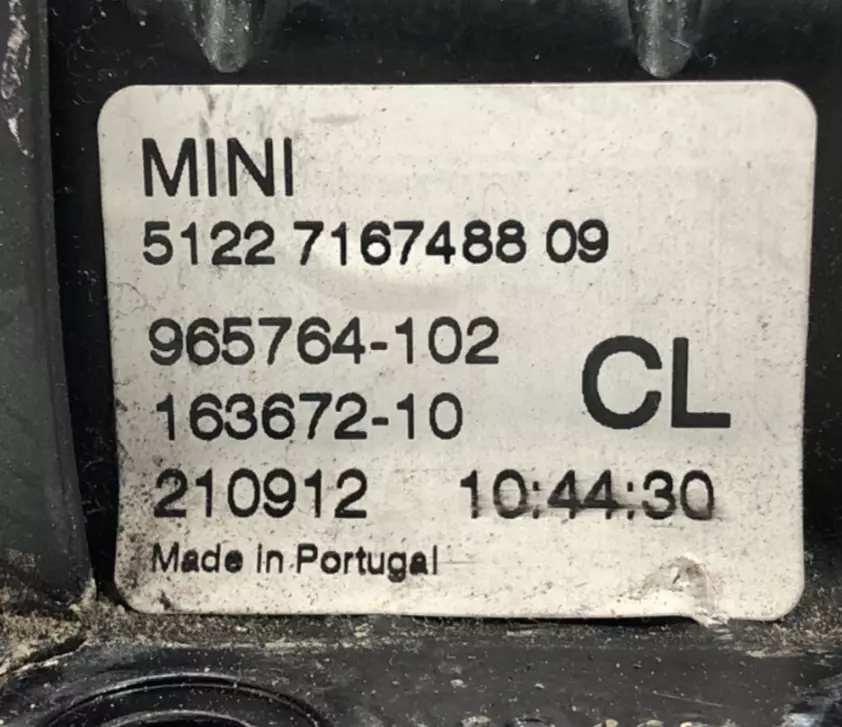 MINI
5122 7167488 09
965764-102
CL
163672-10
210912 10:44:30
Made in Portugal